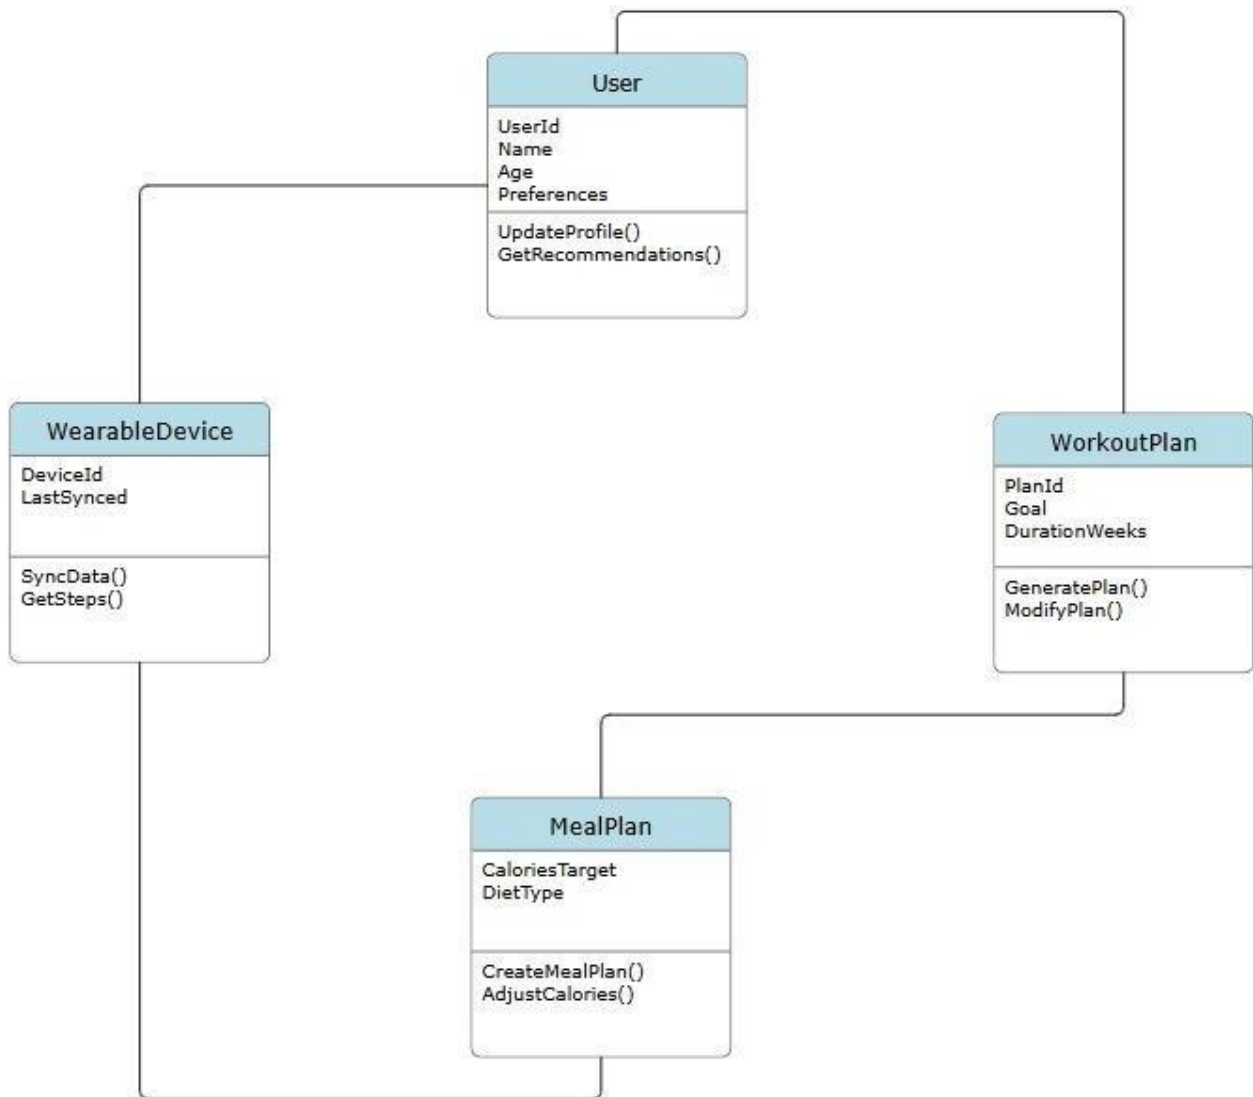 User
UserId
Name
Age
Preferences
UpdateProfile()
GetRecommendations()
WearableDevice
DeviceId
LastSynced
SyncData()
GetSteps()
WorkoutPlan
PlanId
Goal
DurationWeeks
GeneratePlan()
ModifyPlan()
MealPlan
CaloriesTarget
DietType
CreateMealPlan()
AdjustCalories()